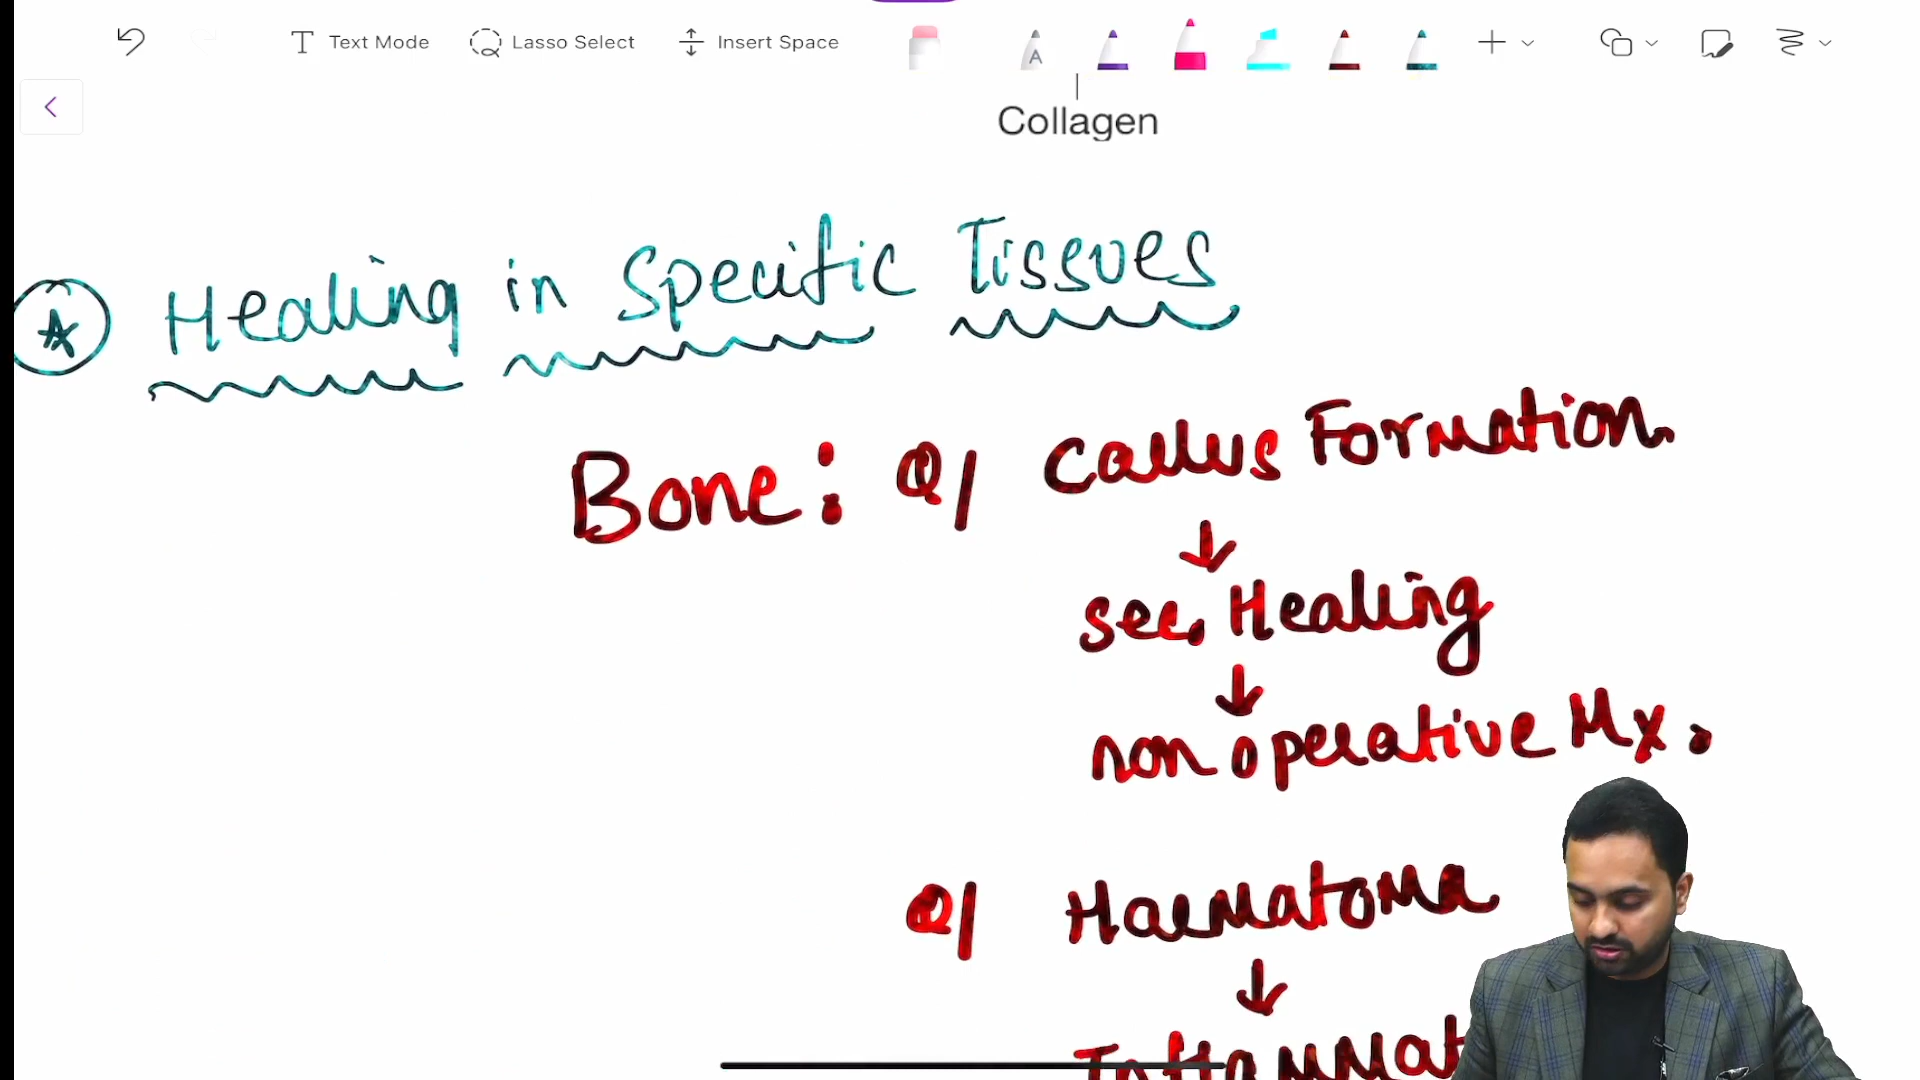 Text Mode Lasso Select Insert Space
A
Collagen
Healing in Specific Tissues
Bone: Q/ Callus Formation.
↓
sec. Healing
↓
non operative Mx.
Q/ Haematoma
↓